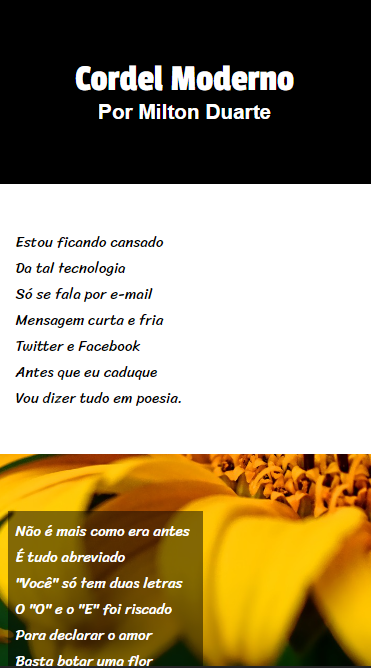 Cordel Moderno
Por Milton Duarte
Estou ficando cansado
Da tal tecnologia
Só se fala por e-mail
Mensagem curta e fria
Twitter e Facebook
Antes que eu caduque
Vou dizer tudo em poesia.
Não é mais como era antes
É tudo abreviado
"Você" só tem duas letras
O "O" e o "E" foi riscado
Para declarar o amor
Basta botar uma flor